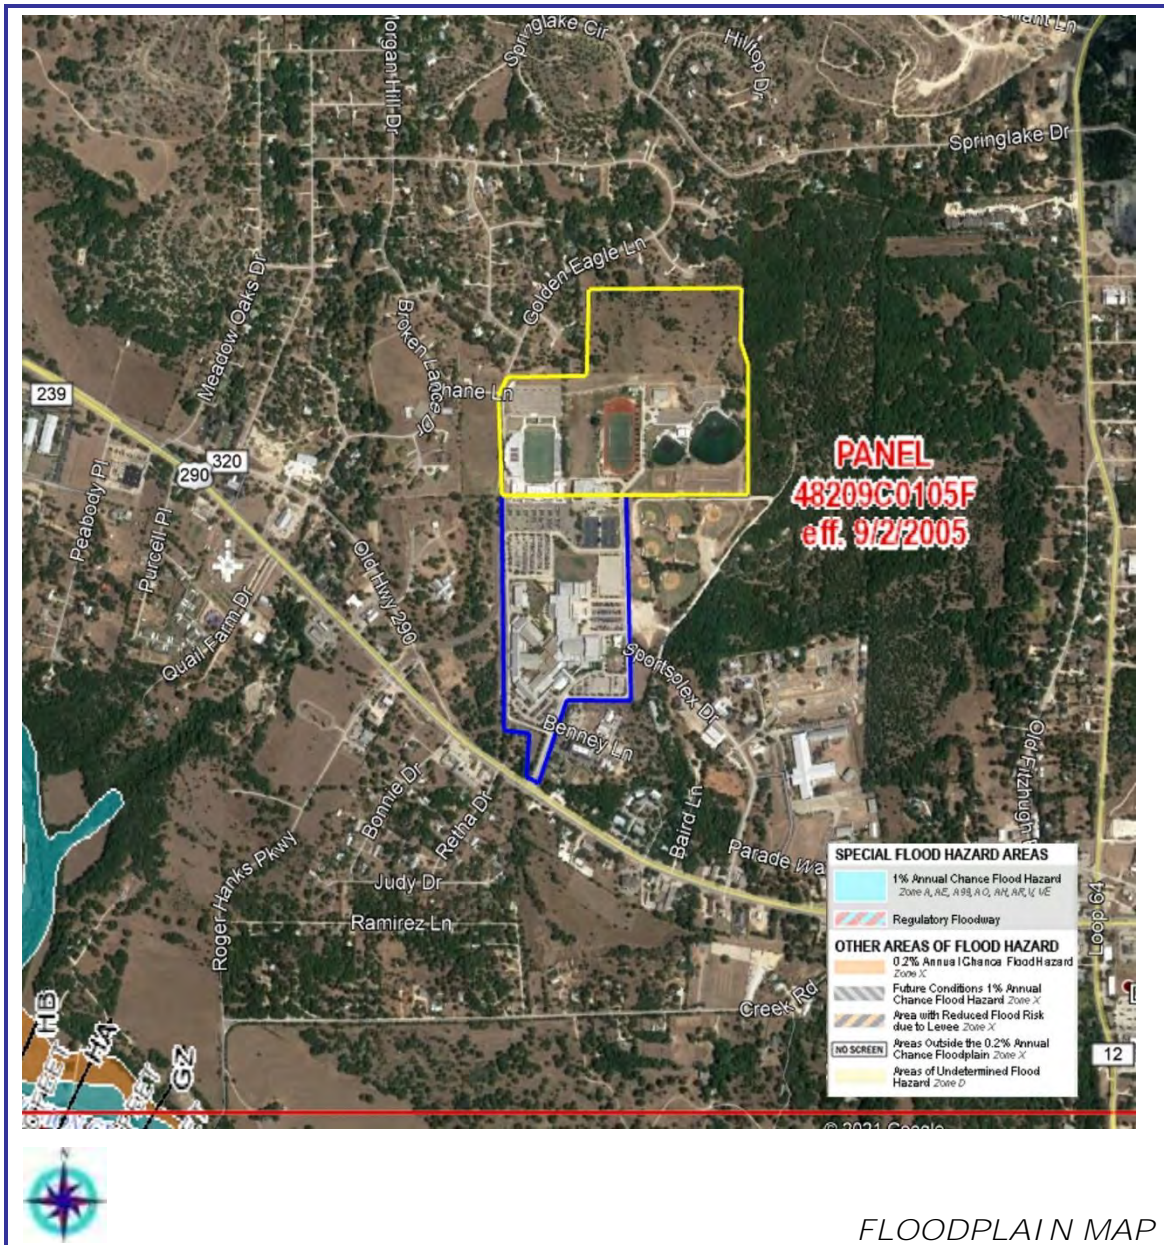 Springlake Cir
Hilltop Dr
Morgan Hill Dr
Springlake Dr
Golden Eagle Ln
Meadow Oaks Dr
Broken Lance Dr
hane Ln
239
320
290
PANEL
48209C0105F
eff. 9/2/2005
Peabody Pl
Purcell Pl
Old Hwy 290
Quail Farm Dr
Sportsplex Dr
Benney Ln
Old Fitzhugh
Bonnie Dr
Retha Dr
Baird Ln
Parade Wa
Roger Hanks Pkwy
Judy Dr
Ramirez Ln
Loop 64
Creek Rd
12
HB
HA
GZ
SPECIAL FLOOD HAZARD AREAS
1% Annual Chance Flood Hazard
Zone A, AE, A99, AO, AH, AR, V, VE
Regulatory Floodway
OTHER AREAS OF FLOOD HAZARD
0.2% Annual Chance Flood Hazard
Zone X
Future Conditions 1% Annual
Chance Flood Hazard Zone X
Area with Reduced Flood Risk
due to Levee Zone X
NO SCREEN
Areas Outside the 0.2% Annual
Chance Floodplain Zone X
Areas of Undetermined Flood
Hazard Zone D
© 2021 Google
N
FLOODPLAIN MAP